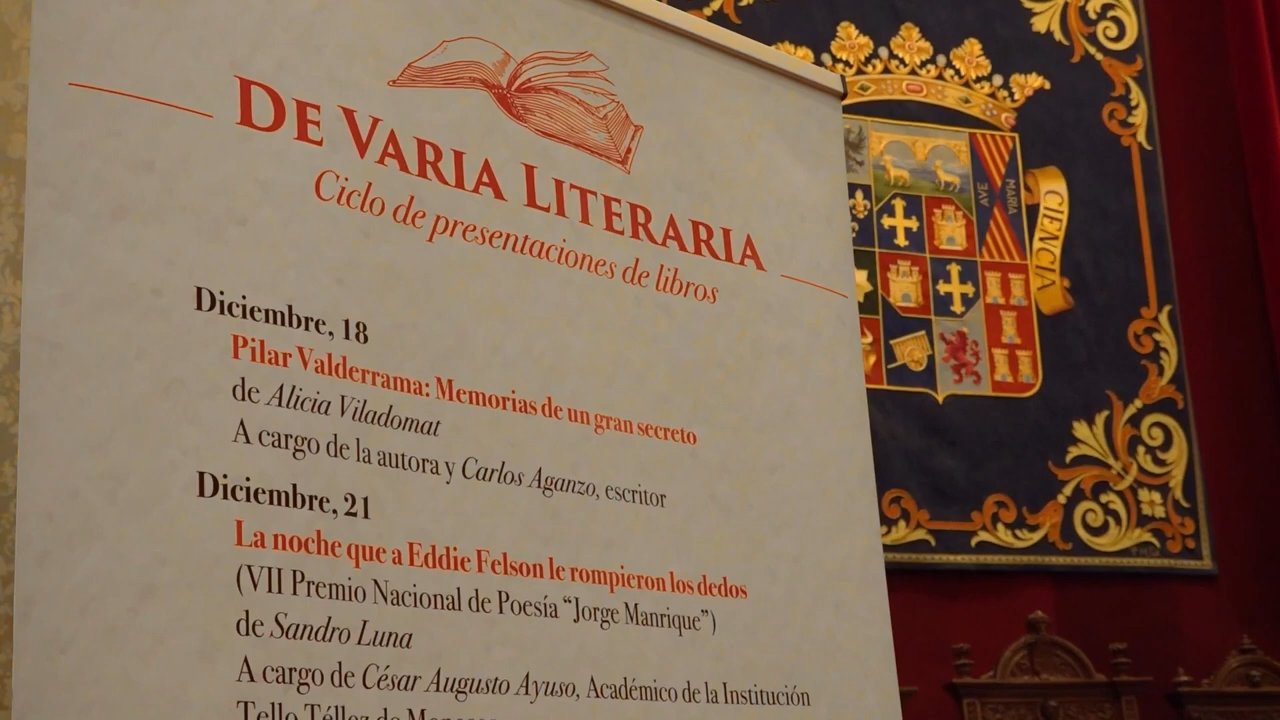 DE VARIA LITERARIA
Ciclo de presentaciones de libros
Diciembre, 18
Pilar Valderrama: Memorias de un gran secreto
de Alicia Viladomat
A cargo de la autora y Carlos Aganzo, escritor
Diciembre, 21
La noche que a Eddie Felson le rompieron los dedos
(VII Premio Nacional de Poesía “Jorge Manrique”)
de Sandro Luna
A cargo de César Augusto Ayuso, Académico de la Institución
Tello Téllez de
AVE
MARIA
CIENCIA